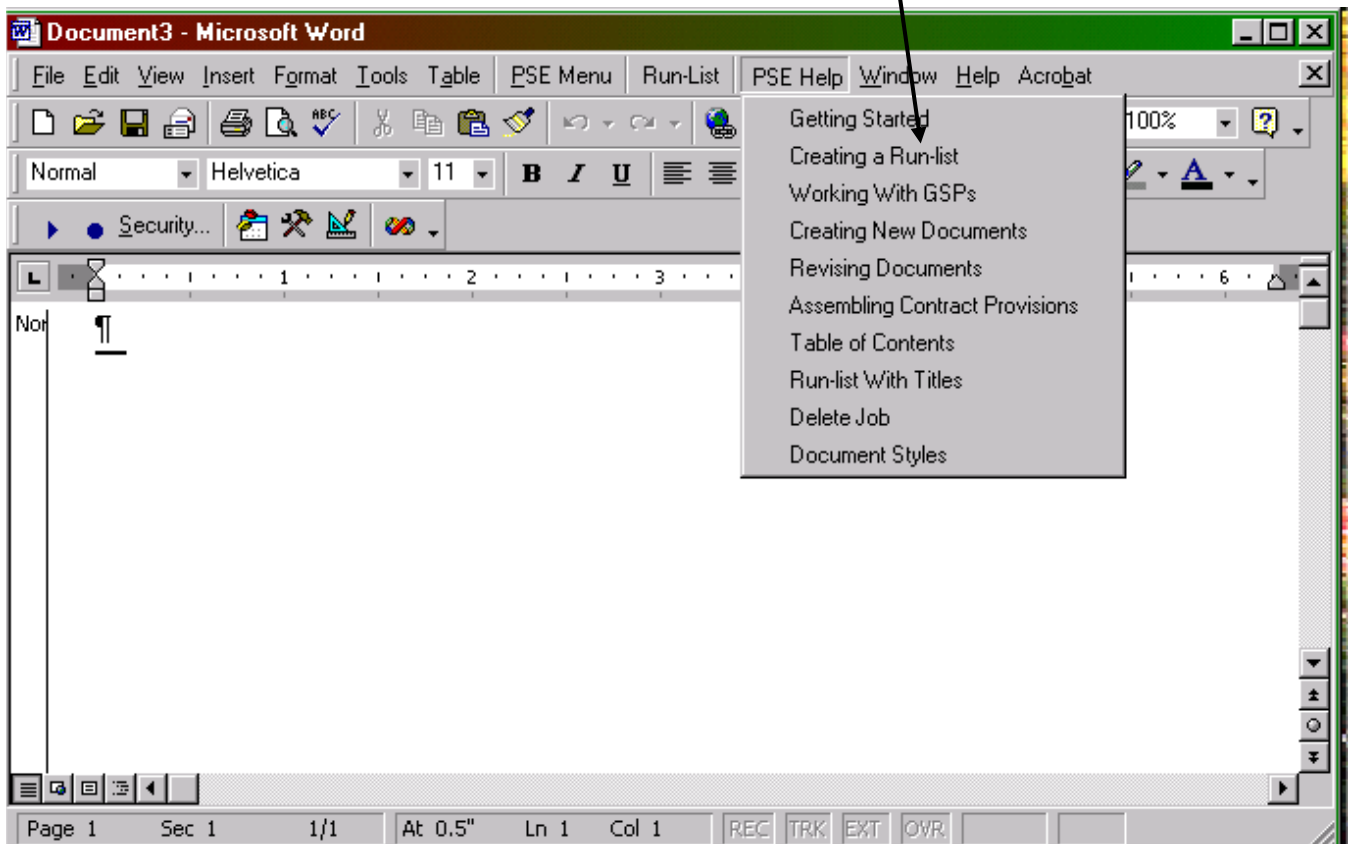 Document3 - Microsoft Word
File Edit View Insert Format Tools Table PSE Menu Run-List PSE Help Window Help Acrobat
ABC 100%
Normal Helvetica 11 B I U A
Security...
L 1 2 3 6
Nor ¶
Getting Started
Creating a Run-list
Working With GSPs
Creating New Documents
Revising Documents
Assembling Contract Provisions
Table of Contents
Run-list With Titles
Delete Job
Document Styles
Page 1 Sec 1 1/1 At 0.5" Ln 1 Col 1 REC TRK EXT OVR